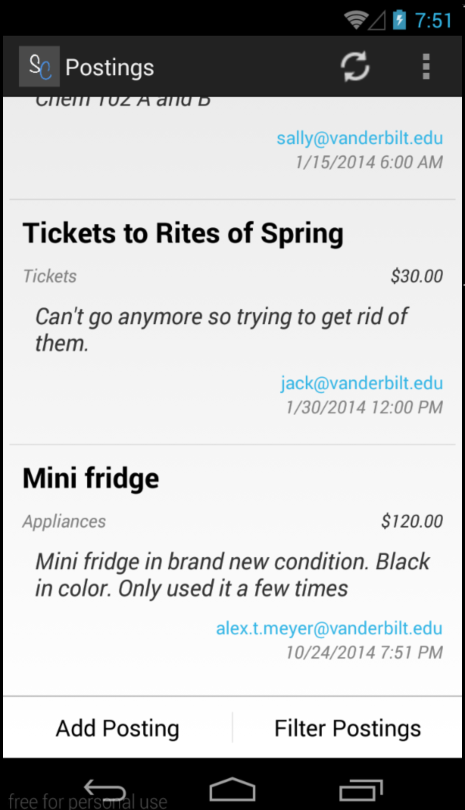 7:51
SC Postings
Chem 102 A and B
sally@vanderbilt.edu
1/15/2014 6:00 AM
Tickets to Rites of Spring
Tickets $30.00
Can't go anymore so trying to get rid of
them.
jack@vanderbilt.edu
1/30/2014 12:00 PM
Mini fridge
Appliances $120.00
Mini fridge in brand new condition. Black
in color. Only used it a few times
alex.t.meyer@vanderbilt.edu
10/24/2014 7:51 PM
Add Posting Filter Postings
free for personal use